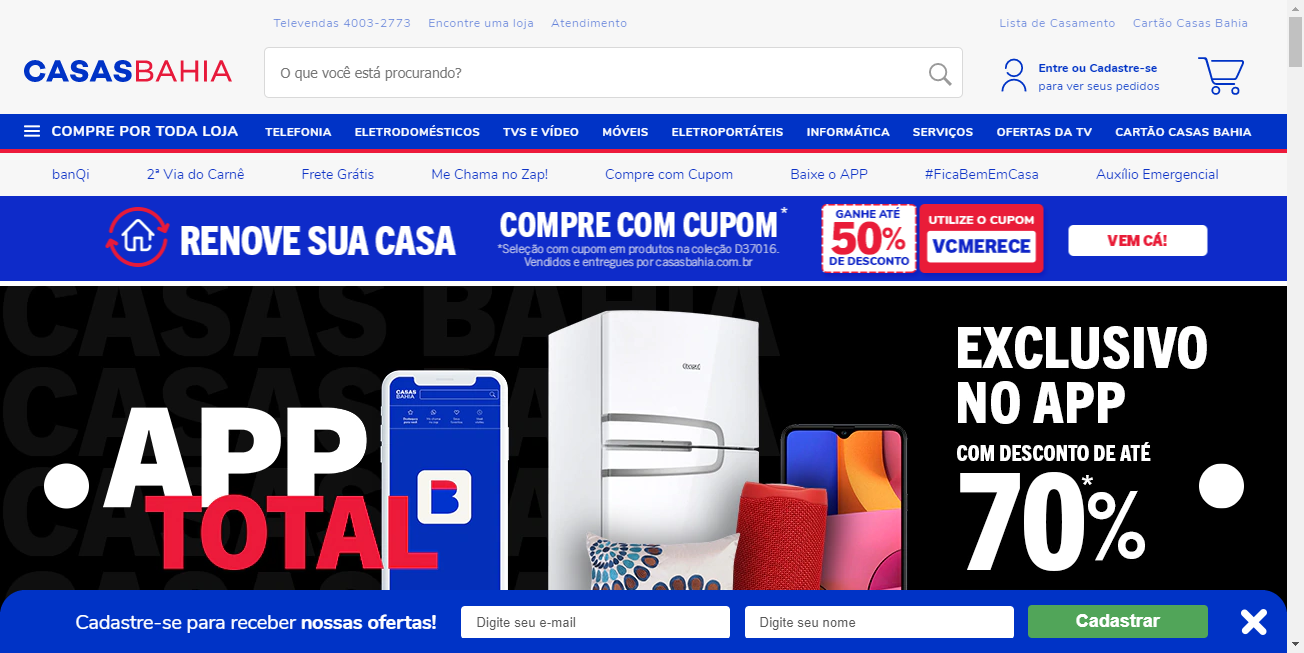 Televendas 4003-2773 Encontre uma loja Atendimento Lista de Casamento Cartão Casas Bahia
CASASBAHIA
O que você está procurando?
Entre ou Cadastre-se
para ver seus pedidos
COMPRE POR TODA LOJA TELEFONIA ELETRODOMÉSTICOS TVS E VÍDEO MÓVEIS ELETROPORTÁTEIS INFORMÁTICA SERVIÇOS OFERTAS DA TV CARTÃO CASAS BAHIA
banQi 2ª Via do Carnê Frete Grátis Me Chama no Zap! Compre com Cupom Baixe o APP #FicaBemEmCasa Auxílio Emergencial
RENOVE SUA CASA
COMPRE COM CUPOM*
*Seleção com cupom em produtos na coleção D37016.
Vendidos e entregues por casasbahia.com.br
GANHE ATÉ
50%
DE DESCONTO
UTILIZE O CUPOM
VCMERECE
VEM CÁ!
CASAS BAHIA
CASAS
CASAS
CASAS
APP
TOTAL
CASAS
BAHIA
B
EXCLUSIVO
NO APP
COM DESCONTO DE ATÉ
70%*
Cadastre-se para receber nossas ofertas! Digite seu e-mail Digite seu nome Cadastrar